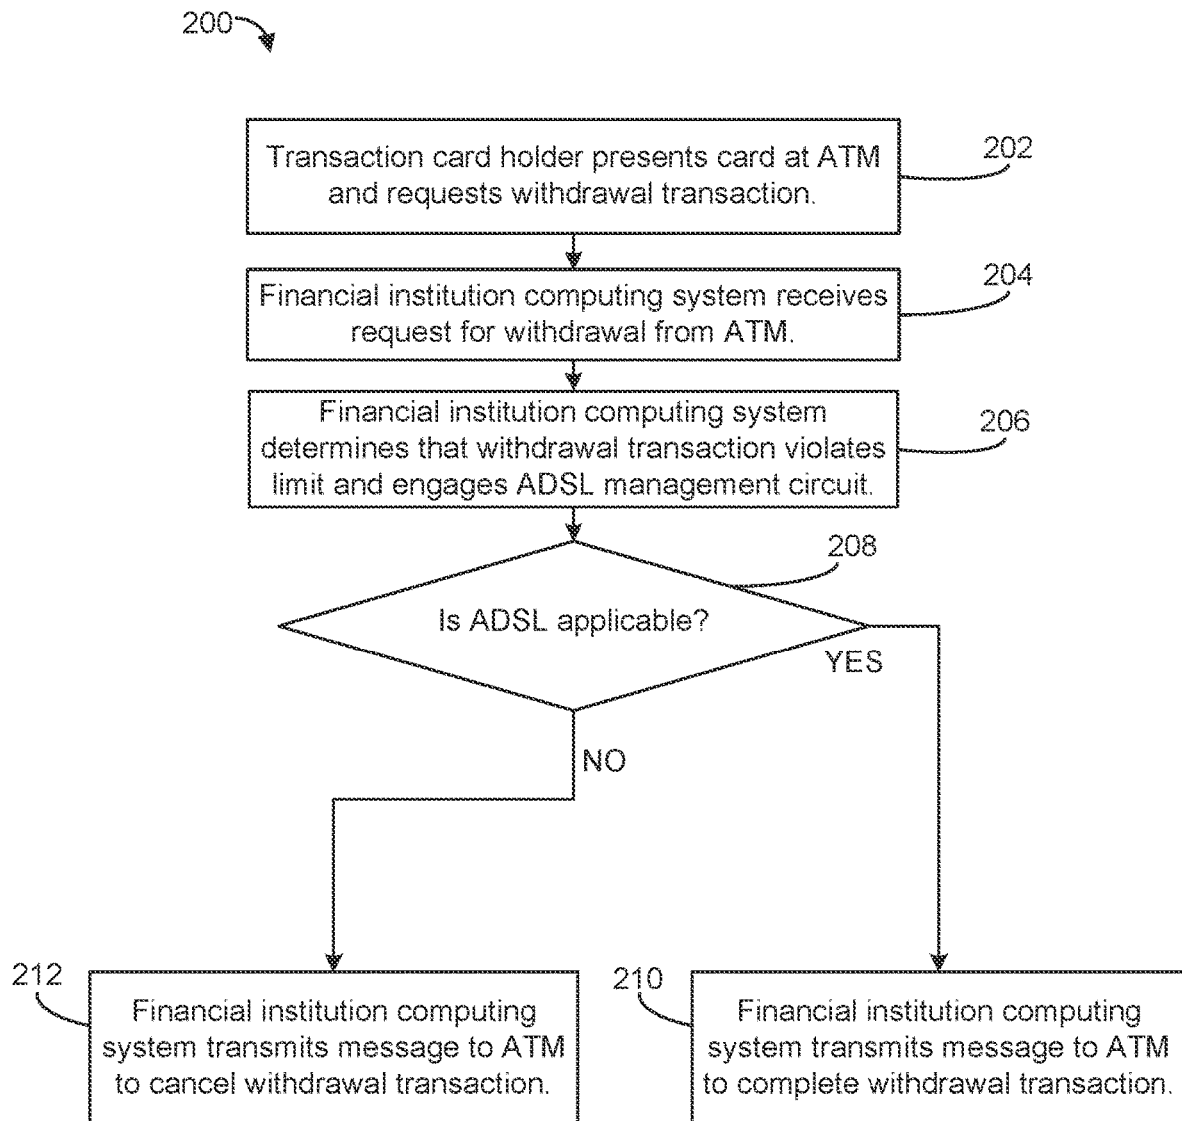 200
Transaction card holder presents card at ATM
and requests withdrawal transaction.
202
Financial institution computing system receives
request for withdrawal from ATM.
204
Financial institution computing system
determines that withdrawal transaction violates
limit and engages ADSL management circuit.
206
208
Is ADSL applicable?
YES
NO
212
Financial institution computing
system transmits message to ATM
to cancel withdrawal transaction.
210
Financial institution computing
system transmits message to ATM
to complete withdrawal transaction.